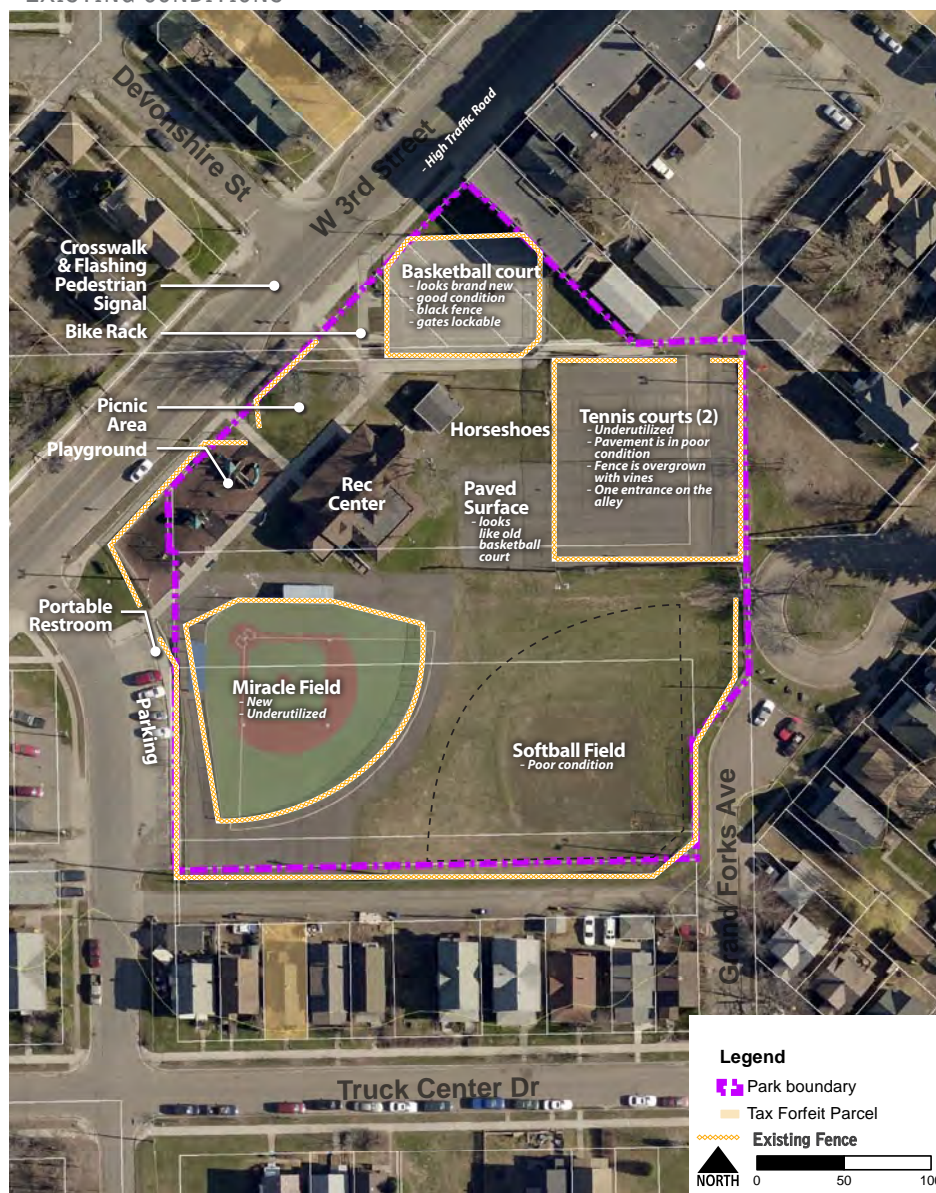 Devonshire St
W 3rd Street
- High Traffic Road
Crosswalk
& Flashing
Pedestrian
Signal
Bike Rack
Picnic
Area
Playground
Basketball court
- looks brand new
- good condition
- black fence
- gates lockable
Horseshoes
Tennis courts (2)
- Underutilized
- Pavement is in poor
condition
- Fence is overgrown
with vines
- One entrance on the
alley
Rec
Center
Paved
Surface
- looks
like old
basketball
court
Portable
Restroom
Parking
Miracle Field
- New
- Underutilized
Softball Field
- Poor condition
Grand Forks Ave
Truck Center Dr
Legend
Park boundary
Tax Forfeit Parcel
Existing Fence
NORTH
0 50 100